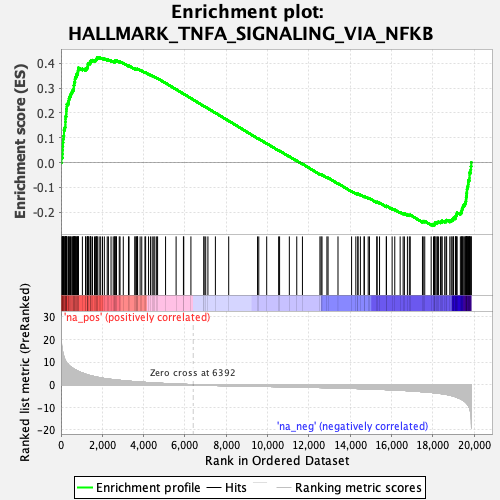 Enrichment plot:
HALLMARK_TNFA_SIGNALING_VIA_NFKB
Enrichment score (ES)
0.4
0.3
0.2
0.1
0.0
-0.1
-0.2
Ranked list metric (PreRanked)
30
20
10
0
-10
-20
'na_pos' (positively correlated)
Zero cross at 6392
'na_neg' (negatively correlated)
0
2,000
4,000
6,000
8,000
10,000
12,000
14,000
16,000
18,000
20,000
Rank in Ordered Dataset
Enrichment profile
Hits
Ranking metric scores